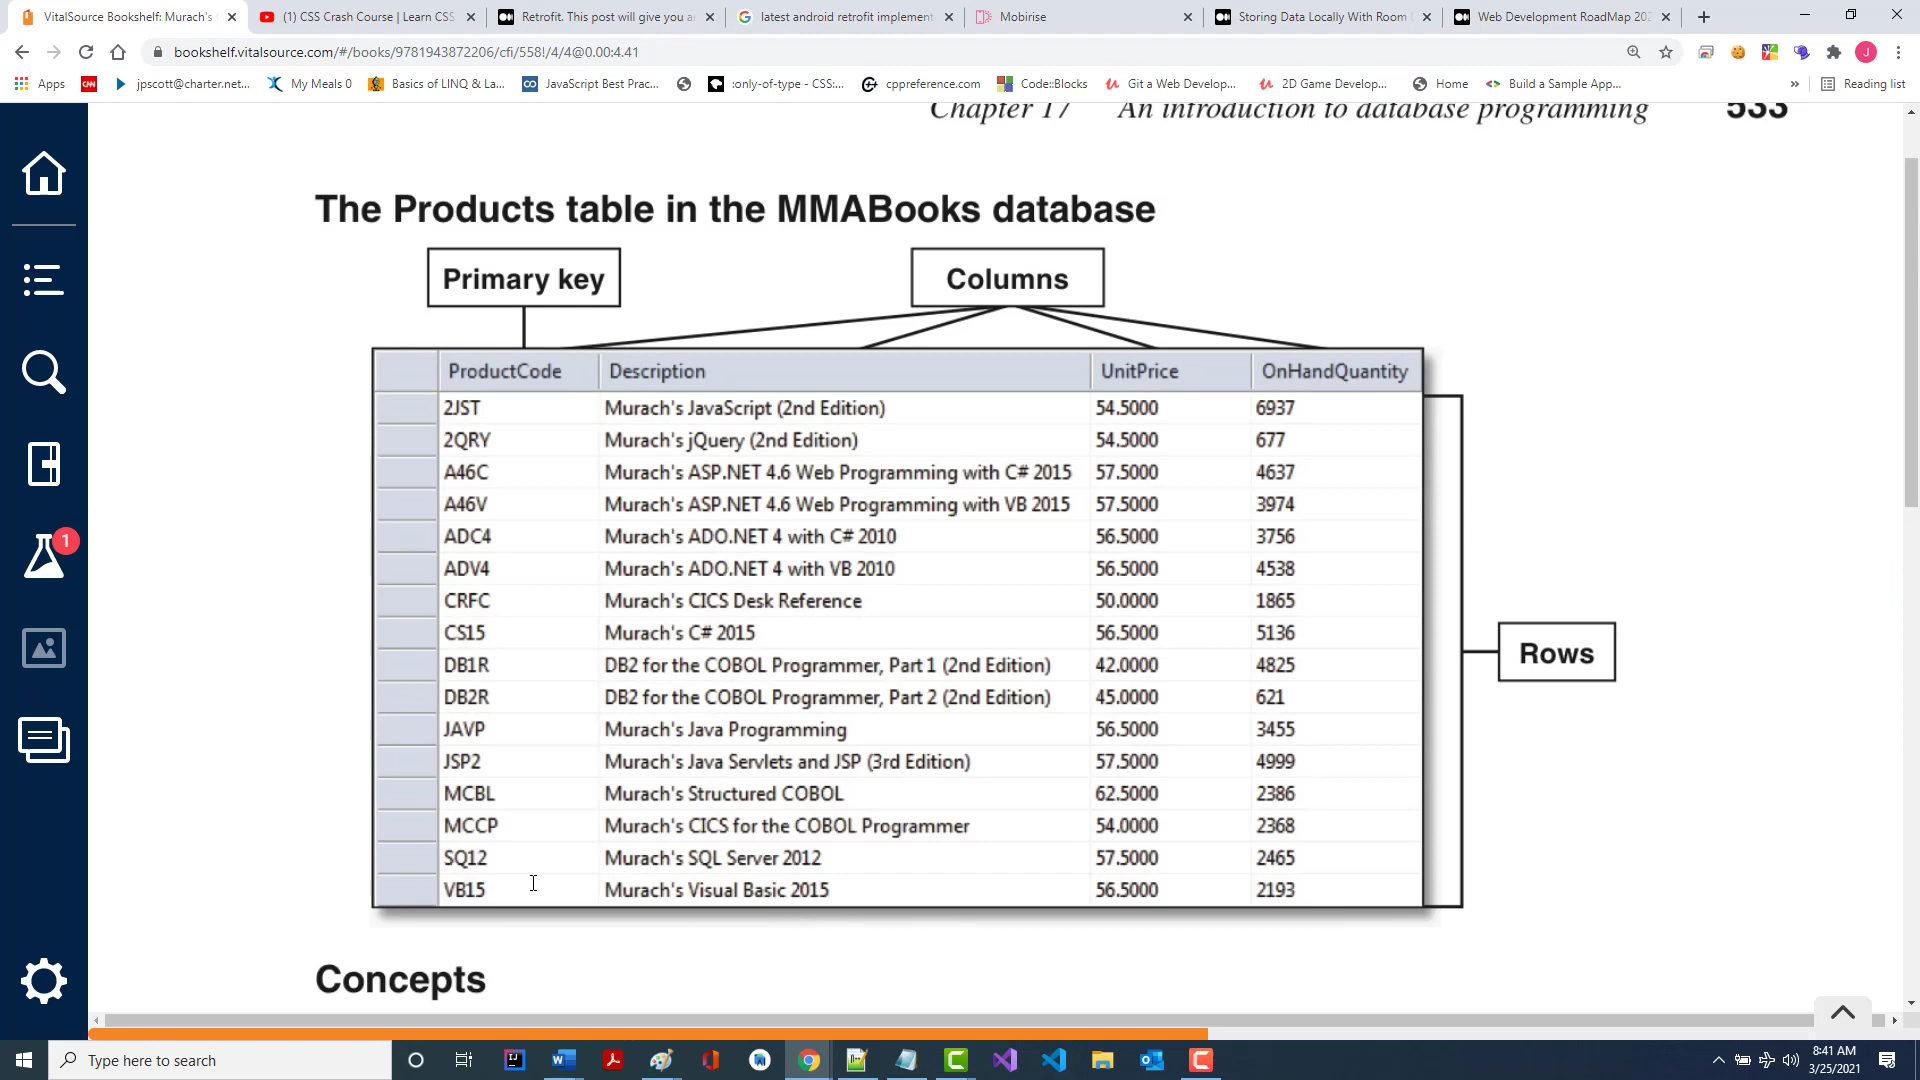 VitalSource Bookshelf: Murach's
(1) CSS Crash Course | Learn CSS
Retrofit. This post will give you a
latest android retrofit implement
Mobirise
Storing Data Locally With Room
Web Development RoadMap 202
bookshelf.vitalsource.com/#/books/9781943872206/cfi/558!/4/4@0.00:4.41
J
Apps
CNN
jpscott@charter.net...
My Meals 0
Basics of LINQ & La...
JavaScript Best Prac...
:only-of-type - CSS:...
cppreference.com
Code::Blocks
Git a Web Develop...
2D Game Develop...
Home
Build a Sample App...
»
Reading list
Chapter 17 An introduction to database programming 533
The Products table in the MMABooks database
Primary key
Columns
ProductCode Description UnitPrice OnHandQuantity
2JST Murach's JavaScript (2nd Edition) 54.5000 6937
2QRY Murach's jQuery (2nd Edition) 54.5000 677
A46C Murach's ASP.NET 4.6 Web Programming with C# 2015 57.5000 4637
A46V Murach's ASP.NET 4.6 Web Programming with VB 2015 57.5000 3974
ADC4 Murach's ADO.NET 4 with C# 2010 56.5000 3756
ADV4 Murach's ADO.NET 4 with VB 2010 56.5000 4538
CRFC Murach's CICS Desk Reference 50.0000 1865
CS15 Murach's C# 2015 56.5000 5136
DB1R DB2 for the COBOL Programmer, Part 1 (2nd Edition) 42.0000 4825
DB2R DB2 for the COBOL Programmer, Part 2 (2nd Edition) 45.0000 621
JAVP Murach's Java Programming 56.5000 3455
JSP2 Murach's Java Servlets and JSP (3rd Edition) 57.5000 4999
MCBL Murach's Structured COBOL 62.5000 2386
MCCP Murach's CICS for the COBOL Programmer 54.0000 2368
SQ12 Murach's SQL Server 2012 57.5000 2465
VB15 Murach's Visual Basic 2015 56.5000 2193
Rows
1
Concepts
Type here to search
8:41 AM
3/25/2021